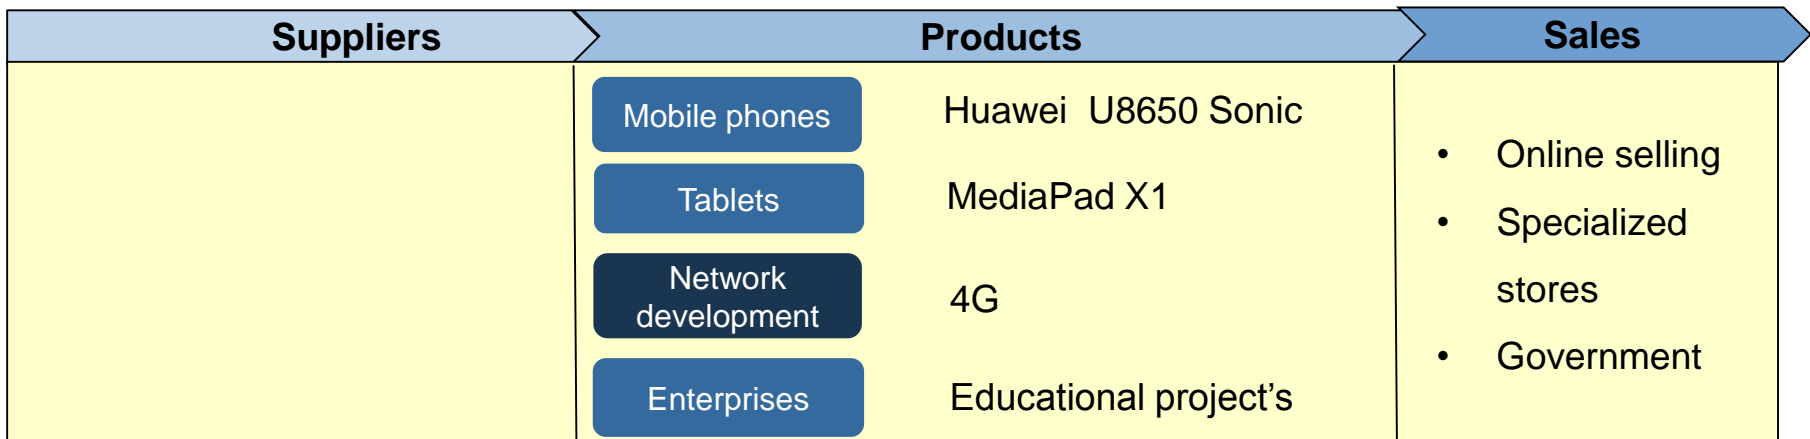 Suppliers
Products
Sales
Mobile phones
Huawei  U8650 Sonic
Tablets
MediaPad X1
Network
development
4G
Enterprises
Educational project’s
• Online selling
• Specialized
stores
• Government